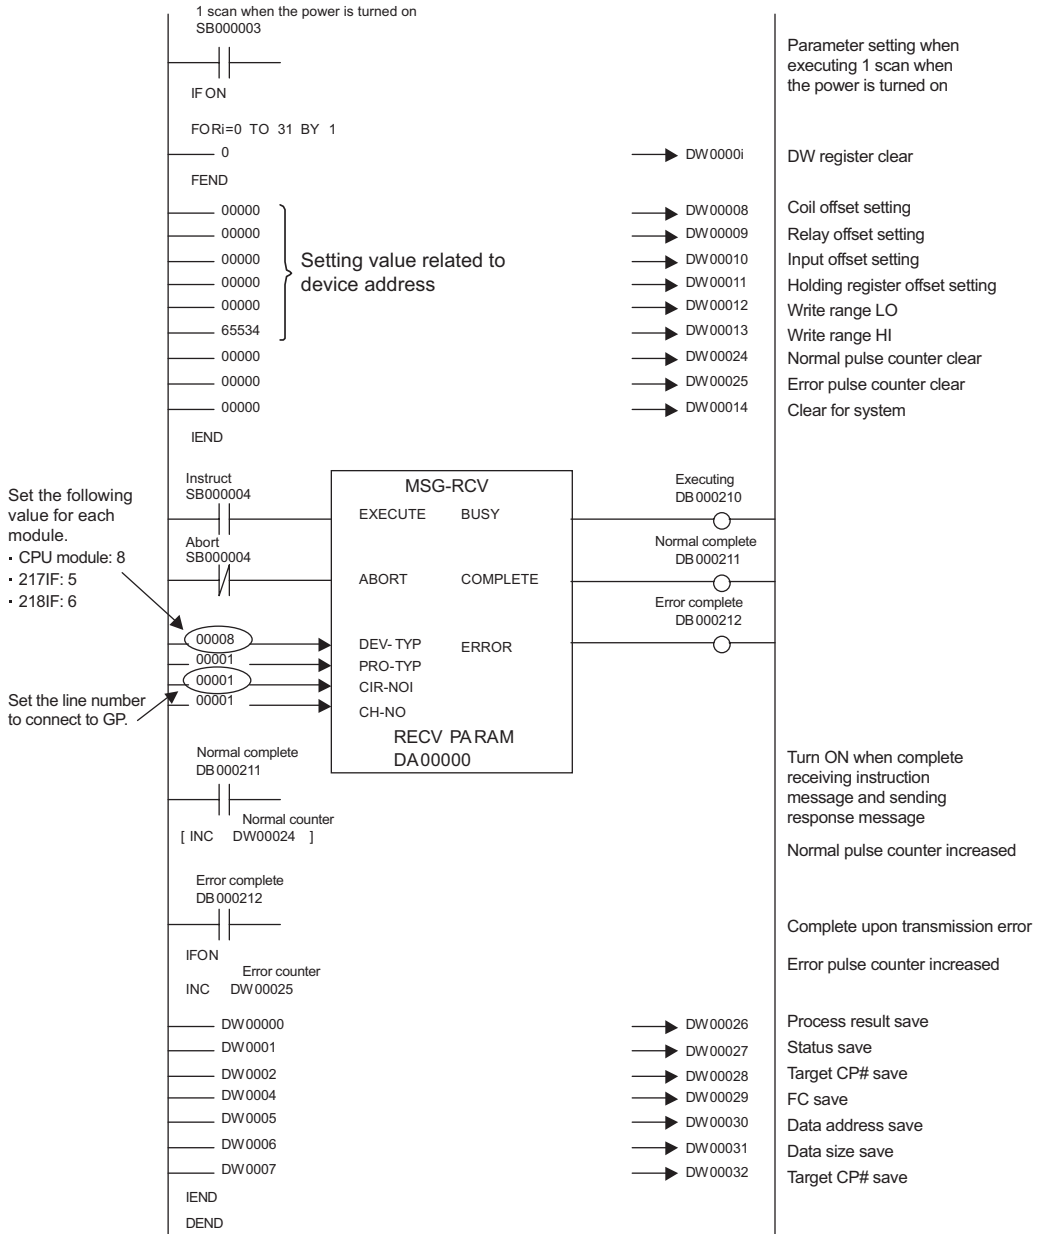 1 scan when the power is turned on
SB000003
Parameter setting when
executing 1 scan when
the power is turned on
IF ON
FORi=0 TO 31 BY 1
0 DW0000i DW register clear
FEND
00000 DW00008 Coil offset setting
00000 DW00009 Relay offset setting
00000 DW00010 Input offset setting
Setting value related to
device address
00000 DW00011 Holding register offset setting
00000 DW00012 Write range LO
65534 DW00013 Write range HI
00000 DW00024 Normal pulse counter clear
00000 DW00025 Error pulse counter clear
00000 DW00014 Clear for system
IEND
Set the following
value for each
module.
· CPU module: 8
· 217IF: 5
· 218IF: 6
Instruct
SB000004
MSG-RCV
EXECUTE BUSY
Executing
DB000210
Abort
SB000004
ABORT COMPLETE
Normal complete
DB000211
Error complete
DB000212
00008 DEV-TYP ERROR
00001 PRO-TYP
00001 CIR-NOI
00001 CH-NO
Set the line number
to connect to GP.
RECV PARAM
DA00000
Normal complete
DB000211
Turn ON when complete
receiving instruction
message and sending
response message
Normal counter
[ INC DW00024 ]
Normal pulse counter increased
Error complete
DB000212
Complete upon transmission error
IFON
Error counter
INC DW00025
Error pulse counter increased
DW00000 DW00026 Process result save
DW0001 DW00027 Status save
DW0002 DW00028 Target CP# save
DW0004 DW00029 FC save
DW0005 DW00030 Data address save
DW0006 DW00031 Data size save
DW0007 DW00032 Target CP# save
IEND
DEND